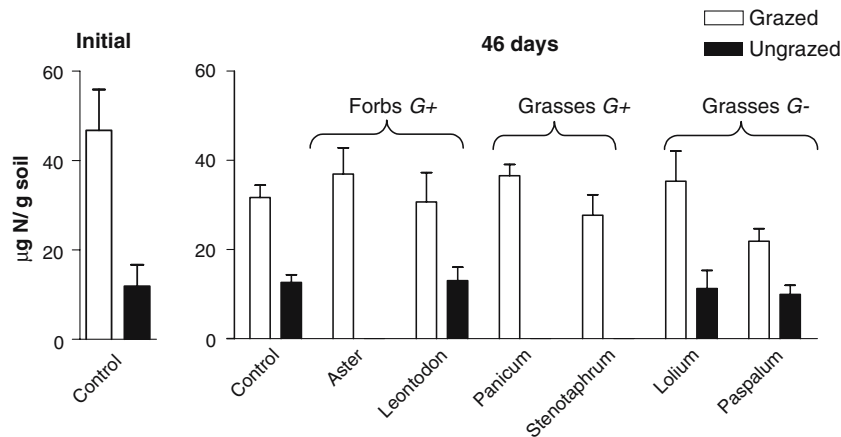 Grazed
Ungrazed
Initial
46 days
60
40
20
0
µg N/ g soil
Control
60
40
20
0
Forbs G+
Grasses G+
Grasses G-
Control
Aster
Leontodon
Panicum
Stenotaphrum
Lolium
Paspalum